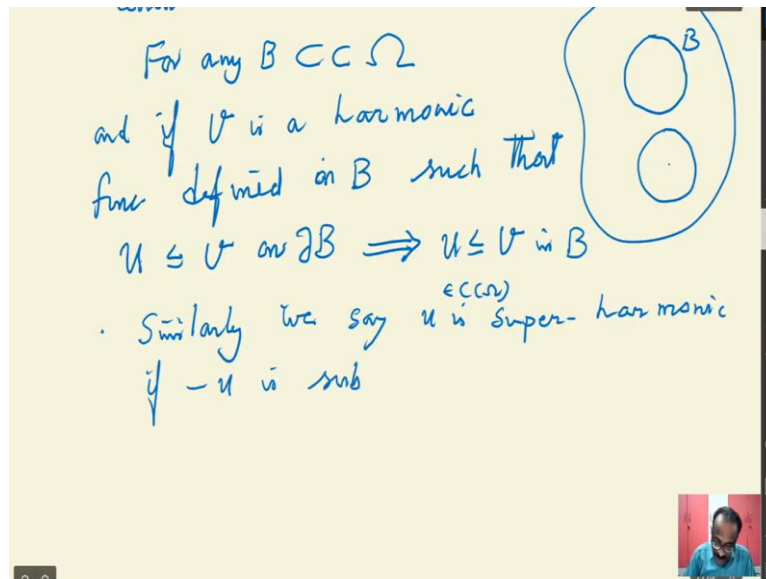 For any B ⊂⊂ Ω
B
and if v is a harmonic
func defined in B such that
u ≤ v on ∂B ⟹ u ≤ v in B
∈ C(Ω)
· Similarly we say u is super-harmonic
if -u is sub